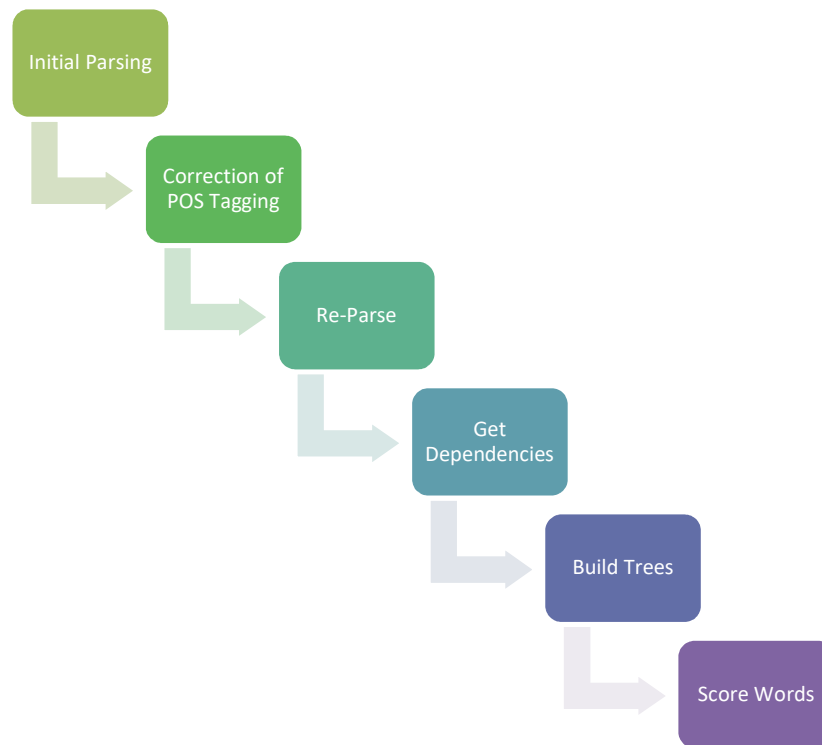 Initial Parsing
Correction of
POS Tagging
Re-Parse
Get
Dependencies
Build Trees
Score Words